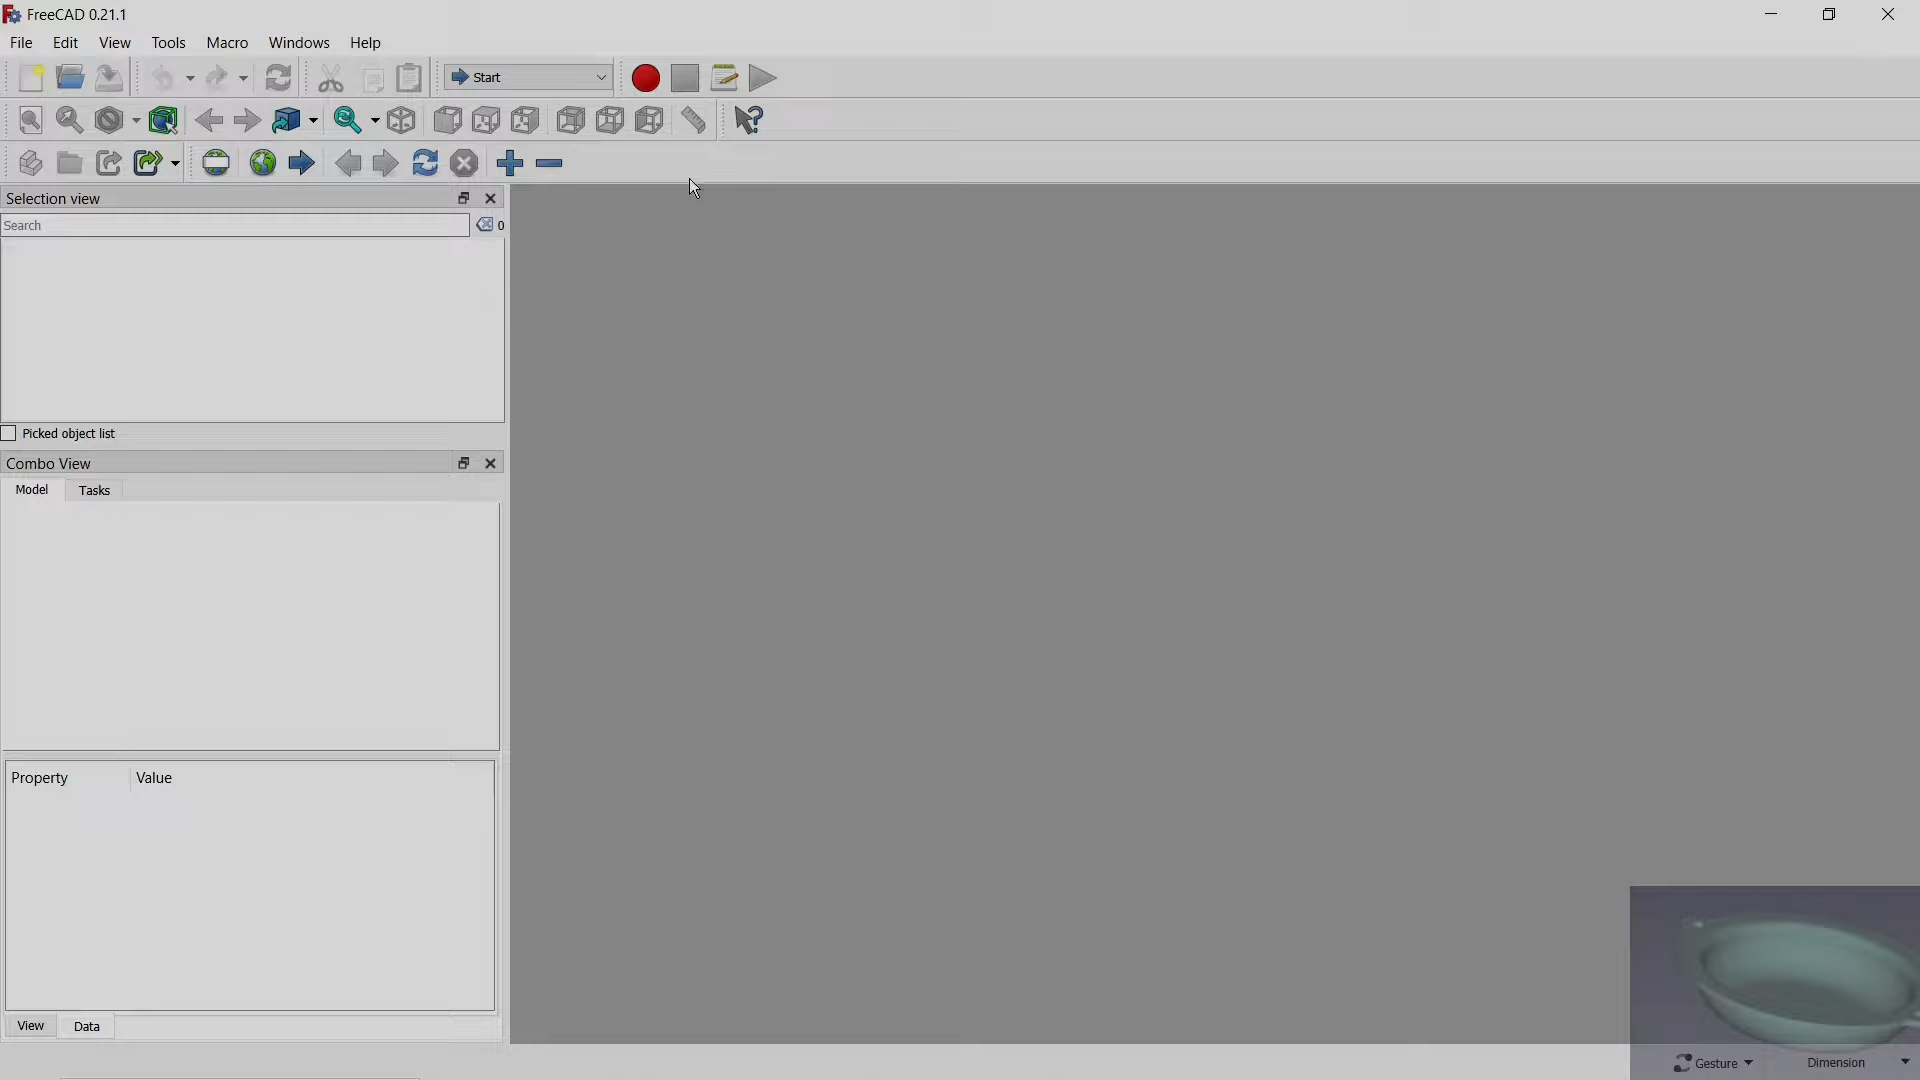 FreeCAD 0.21.1
File Edit View Tools Macro Windows Help
Start
Selection view
Search 0
Picked object list
Combo View
Model Tasks
Property Value
View Data
Gesture Dimension